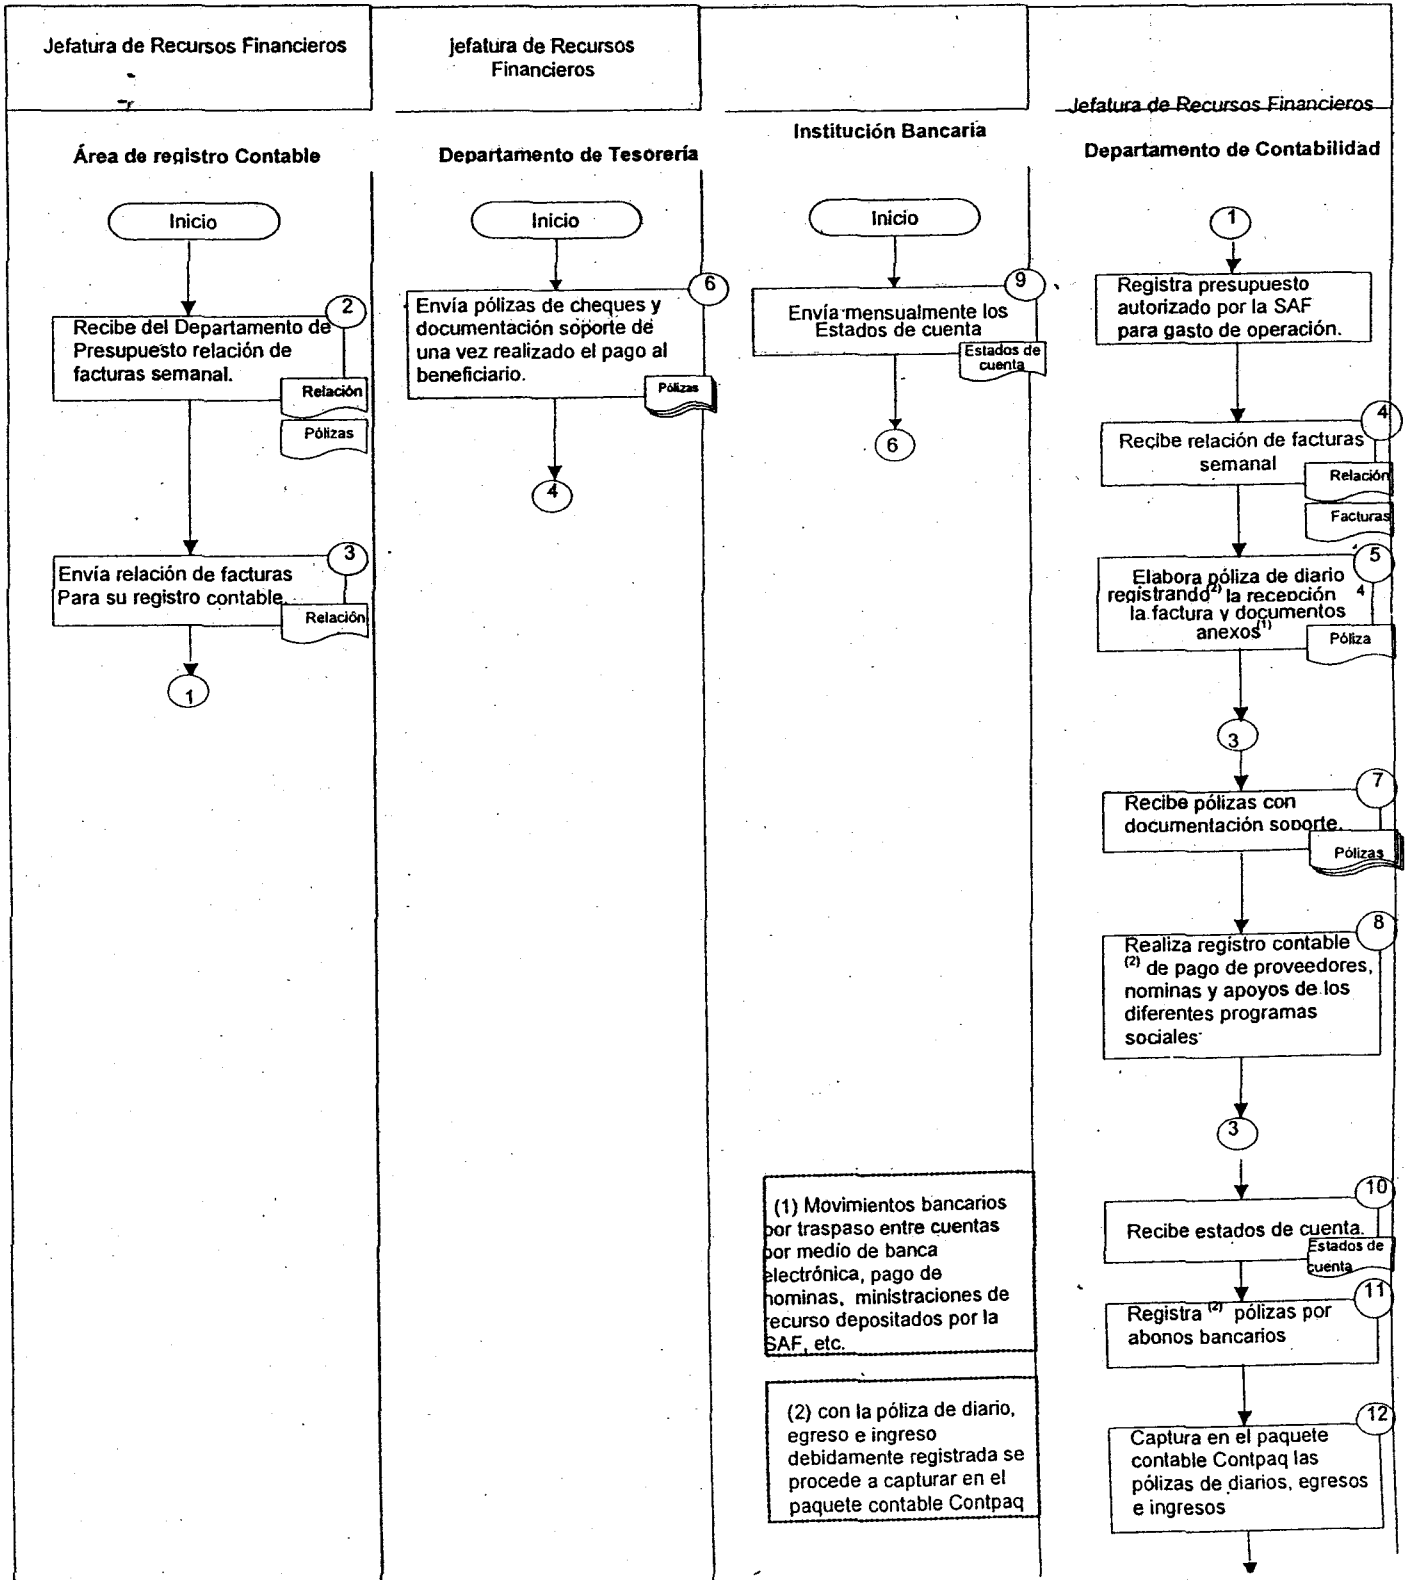 Jefatura de Recursos Financieros
Área de registro Contable
Inicio
2
Recibe del Departamento de
Presupuesto relación de
facturas semanal.
Relación
Pólizas
3
Envía relación de facturas
Para su registro contable.
Relación
1
jefatura de Recursos
Financieros
Departamento de Tesorería
Inicio
6
Envía pólizas de cheques y
documentación soporte de
una vez realizado el pago al
beneficiario.
Pólizas
4
Institución Bancaria
Inicio
9
Envía mensualmente los
Estados de cuenta
Estados de
cuenta
6
(1) Movimientos bancarios
por traspaso entre cuentas
por medio de banca
electrónica, pago de
nominas, ministraciones de
recurso depositados por la
SAF, etc.
(2) con la póliza de diario,
egreso e ingreso
debidamente registrada se
procede a capturar en el
paquete contable Contpaq
Jefatura de Recursos Financieros
Departamento de Contabilidad
1
Registra presupuesto
autorizado por la SAF
para gasto de operación.
4
Recibe relación de facturas
semanal
Relación
Facturas
5
Elabora póliza de diario
registrando (2) la recepción 4
la factura y documentos
anexos (1)
Póliza
3
7
Recibe pólizas con
documentación soporte.
Pólizas
8
Realiza registro contable
(2) de pago de proveedores,
nominas y apoyos de los
diferentes programas
sociales
3
10
Recibe estados de cuenta.
Estados de
cuenta
11
Registra (2) pólizas por
abonos bancarios
12
Captura en el paquete
contable Contpaq las
pólizas de diarios, egresos
e ingresos